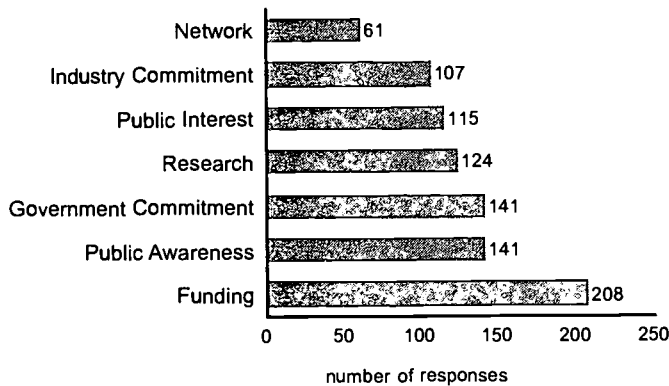 Network 61
Industry Commitment 107
Public Interest 115
Research 124
Government Commitment 141
Public Awareness 141
Funding 208
0 50 100 150 200 250
number of responses